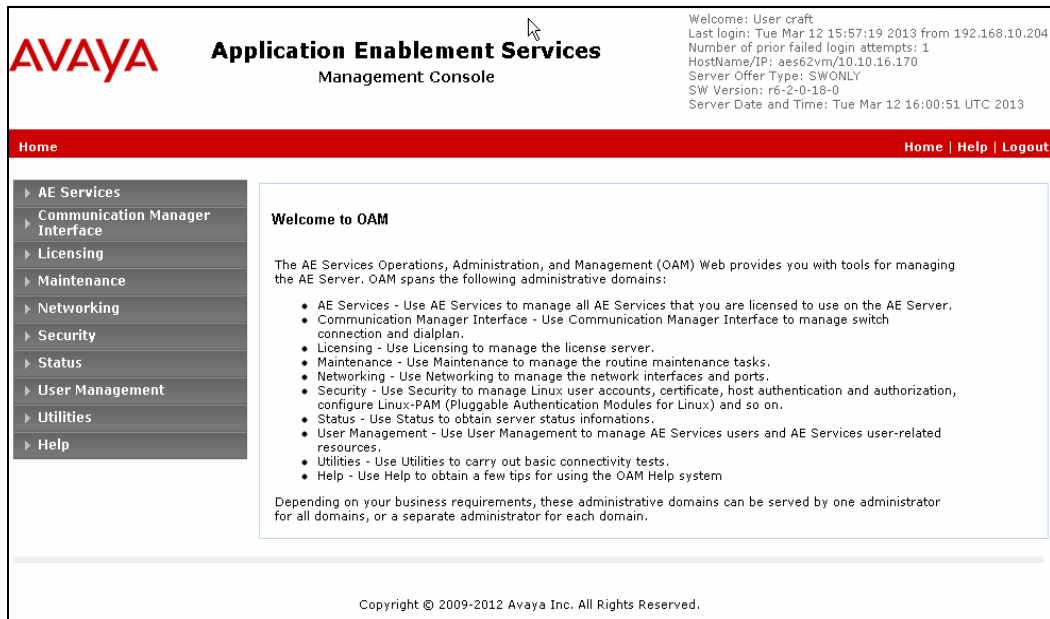 AVAYA
Application Enablement Services
Management Console
Welcome: User craft
Last login: Tue Mar 12 15:57:19 2013 from 192.168.10.204
Number of prior failed login attempts: 1
HostName/IP: aes62vm/10.10.16.170
Server Offer Type: SWONLY
SW Version: r6-2-0-18-0
Server Date and Time: Tue Mar 12 16:00:51 UTC 2013
Home
Home | Help | Logout
AE Services
Communication Manager
Interface
Licensing
Maintenance
Networking
Security
Status
User Management
Utilities
Help
Welcome to OAM
The AE Services Operations, Administration, and Management (OAM) Web provides you with tools for managing
the AE Server. OAM spans the following administrative domains:
• AE Services - Use AE Services to manage all AE Services that you are licensed to use on the AE Server.
• Communication Manager Interface - Use Communication Manager Interface to manage switch
connection and dialplan.
• Licensing - Use Licensing to manage the license server.
• Maintenance - Use Maintenance to manage the routine maintenance tasks.
• Networking - Use Networking to manage the network interfaces and ports.
• Security - Use Security to manage Linux user accounts, certificate, host authentication and authorization,
configure Linux-PAM (Pluggable Authentication Modules for Linux) and so on.
• Status - Use Status to obtain server status infomations.
• User Management - Use User Management to manage AE Services users and AE Services user-related
resources.
• Utilities - Use Utilities to carry out basic connectivity tests.
• Help - Use Help to obtain a few tips for using the OAM Help system
Depending on your business requirements, these administrative domains can be served by one administrator
for all domains, or a separate administrator for each domain.
Copyright © 2009-2012 Avaya Inc. All Rights Reserved.